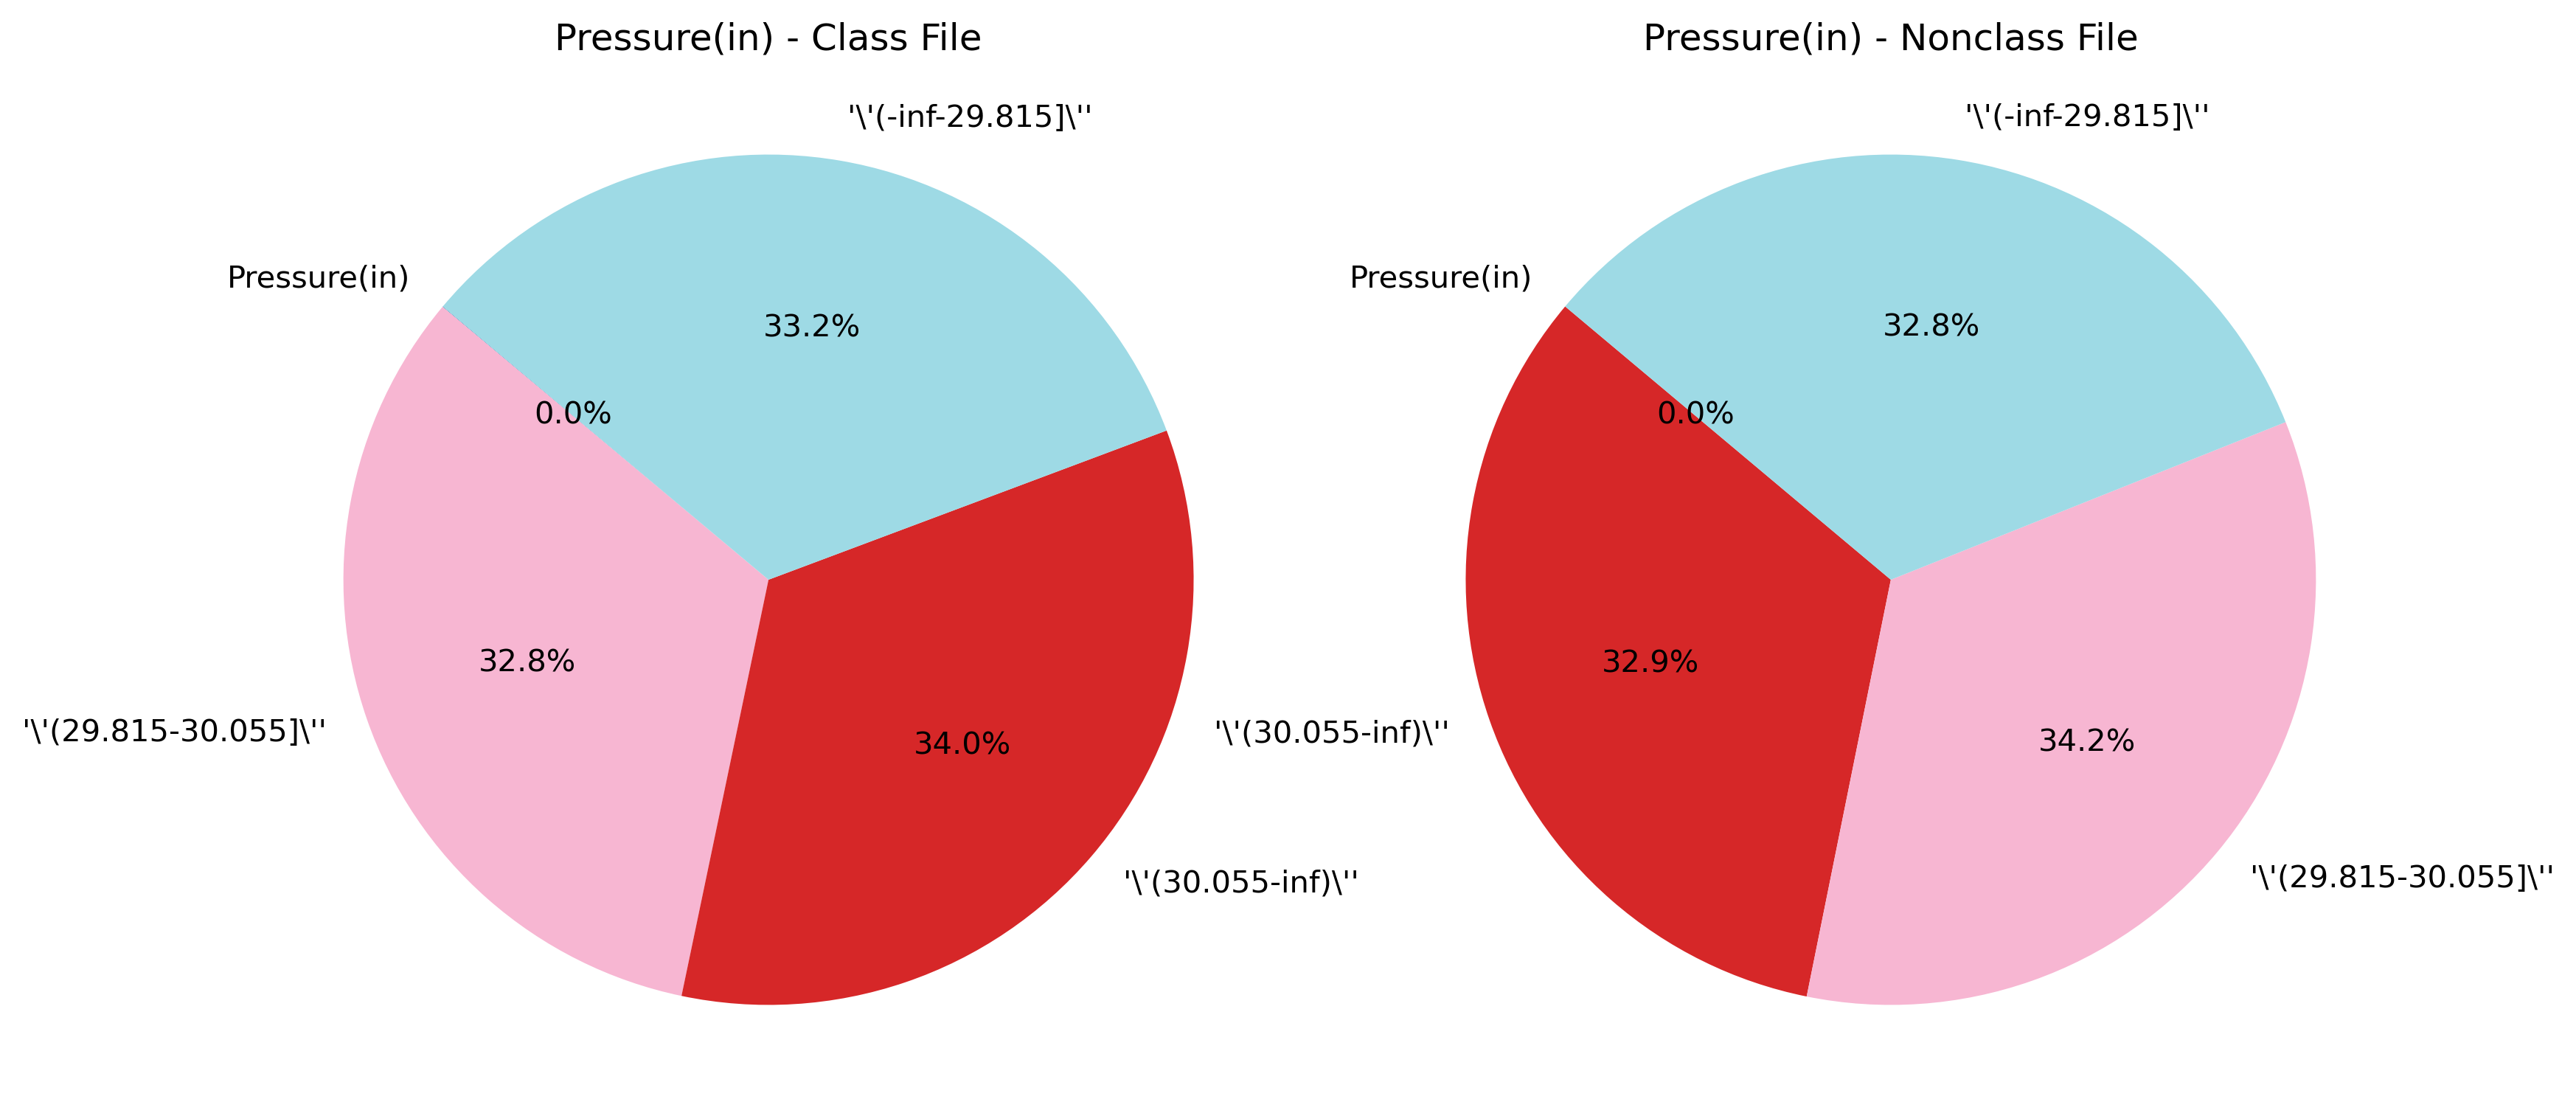 Pressure(in) - Class File
'\'(-inf-29.815]\''
Pressure(in)
33.2%
0.0%
32.8%
'\'(29.815-30.055]\''
34.0%
'\'(30.055-inf)\''
Pressure(in) - Nonclass File
'\'(-inf-29.815]\''
Pressure(in)
32.8%
0.0%
32.9%
'\'(30.055-inf)\''
34.2%
'\'(29.815-30.055]\''